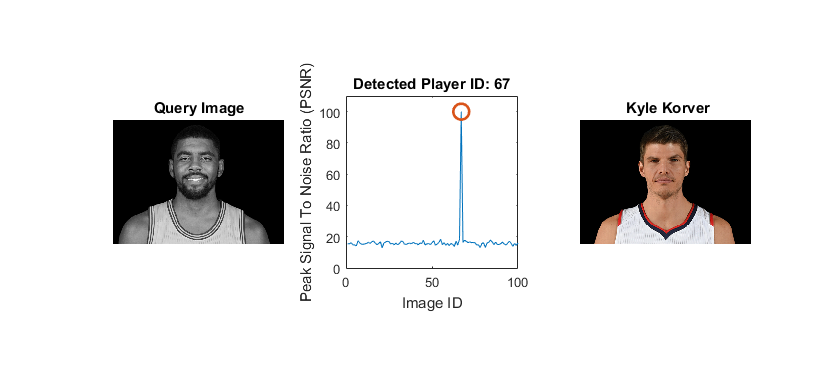 Query Image
Detected Player ID: 67
Peak Signal To Noise Ratio (PSNR)
100
80
60
40
20
0
0 50 100
Image ID
Kyle Korver